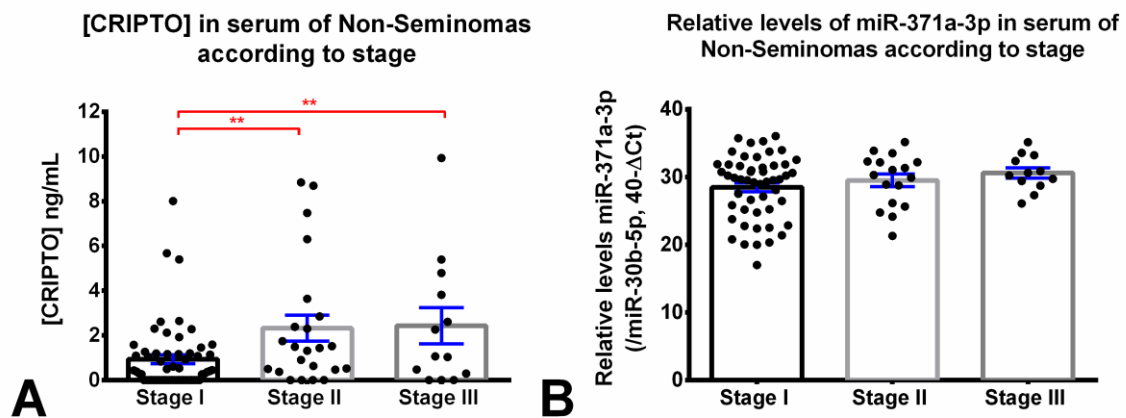 [CRIPTO] in serum of Non-Seminomas
according to stage
[CRIPTO] ng/mL
12
10
8
6
4
2
0
**
**
Stage I
Stage II
Stage III
A
Relative levels of miR-371a-3p in serum of
Non-Seminomas according to stage
Relative levels miR-371a-3p
(/miR-30b-5p, 40-ΔCt)
40
30
20
10
0
Stage I
Stage II
Stage III
B